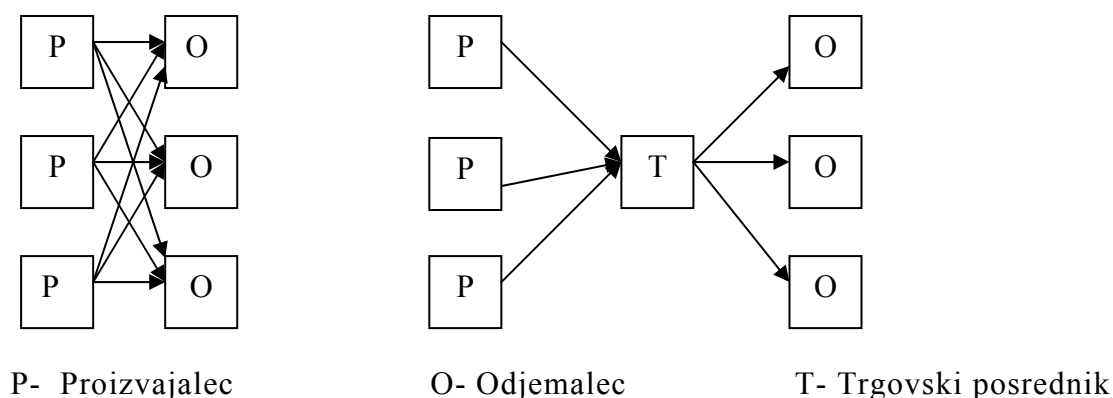 P O P O
P O P T O
P O P O
P- Proizvajalec O- Odjemalec T- Trgovski posrednik